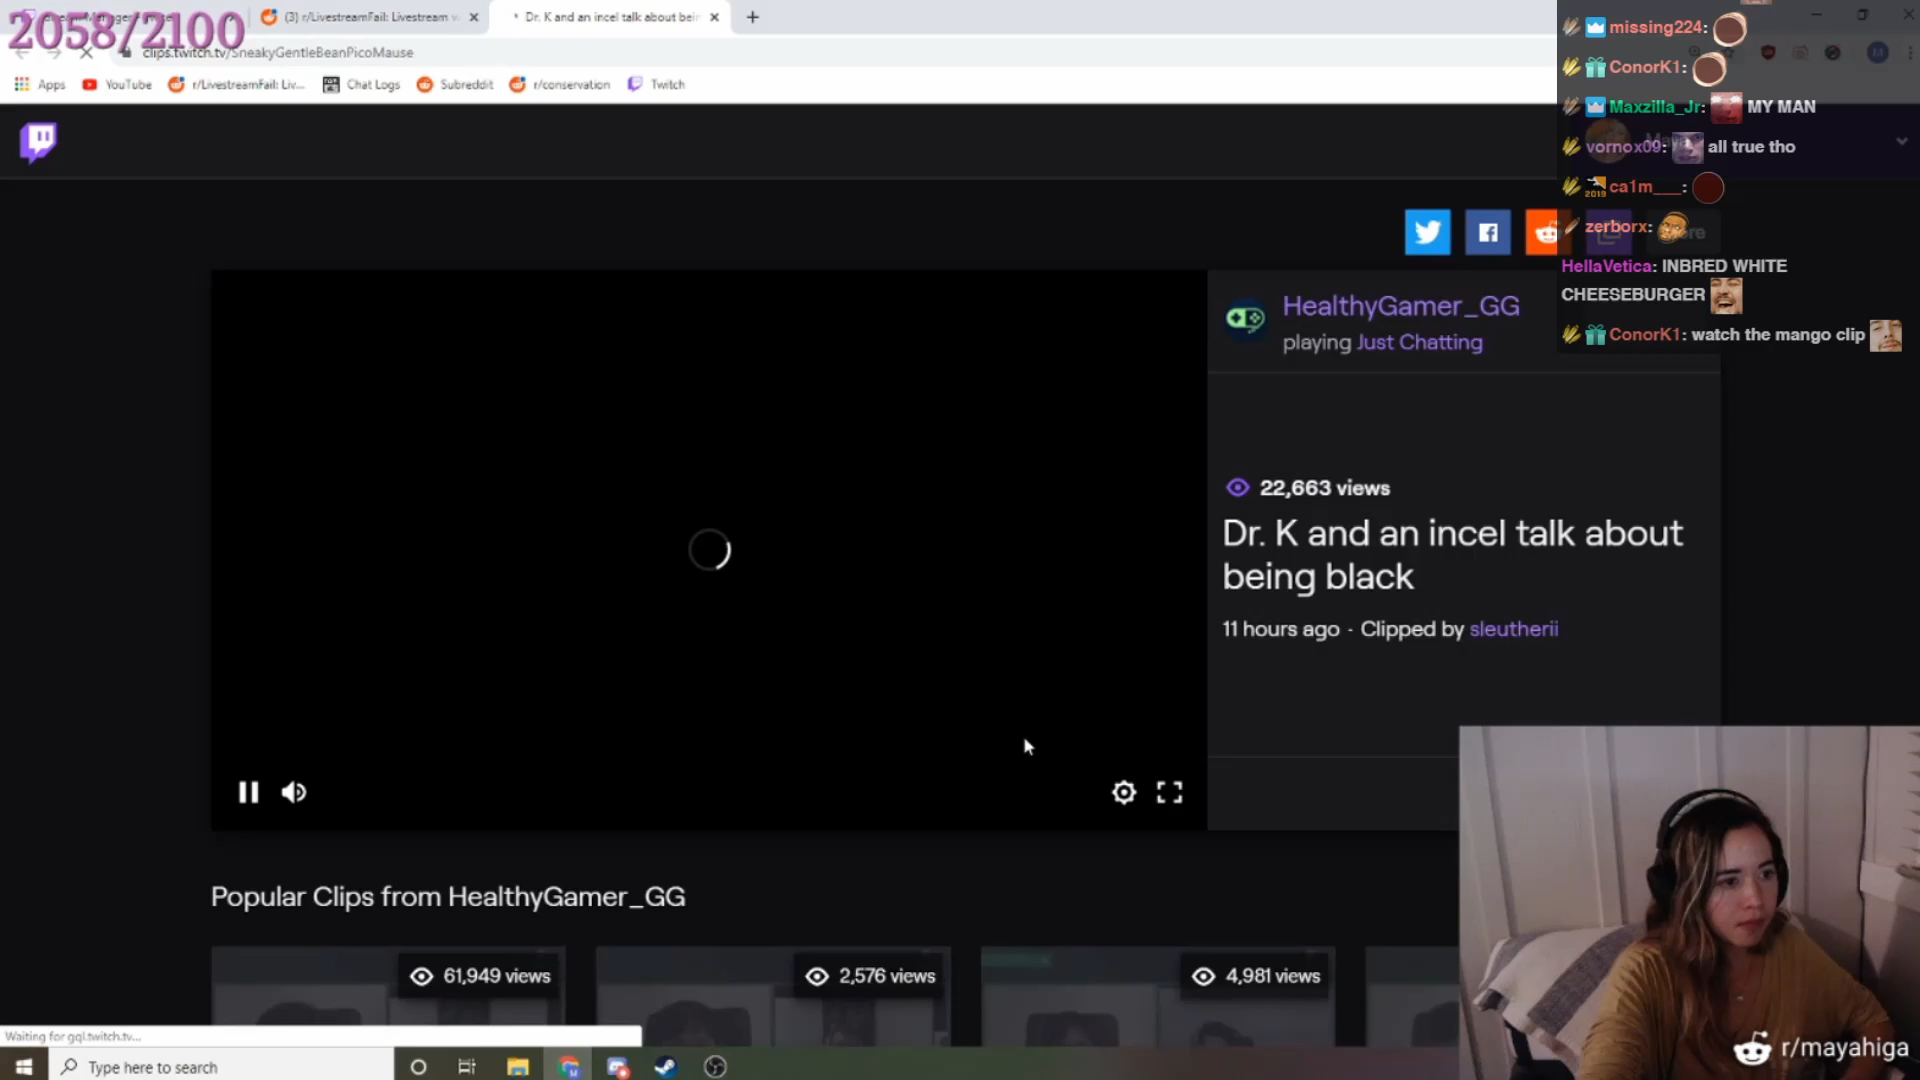 2058/2100
(3) r/LivestreamFail: Livestream
Dr. K and an incel talk about bein
clips.twitch.tv/SneakyGentleBeanPicoMause
Apps
YouTube
r/LivestreamFail: Liv...
Chat Logs
Subreddit
r/conservation
Twitch
missing224:
ConorK1:
Maxzilla_Jr: MY MAN
vornox09: all true tho
2019 ca1m___:
zerborx:
HellaVetica: INBRED WHITE
CHEESEBURGER
ConorK1: watch the mango clip
HealthyGamer_GG
playing Just Chatting
22,663 views
Dr. K and an incel talk about
being black
11 hours ago · Clipped by sleutherii
Popular Clips from HealthyGamer_GG
61,949 views
2,576 views
4,981 views
Waiting for gql.twitch.tv...
Type here to search
r/mayahiga